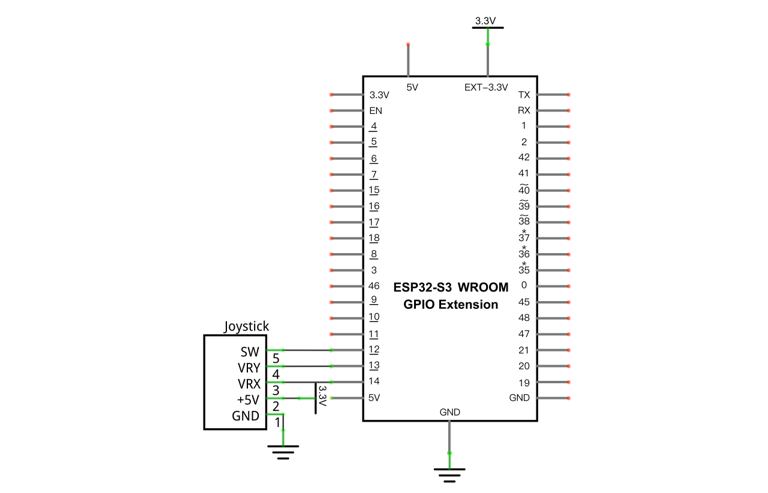 3.3V
5V
EXT-3.3V
3.3V
TX
EN
RX
4
1
5
2
6
42
7
41
15
40
16
39
17
38
18
*
37
8
*
36
3
*
35
46
0
ESP32-S3 WROOM
GPIO Extension
9
45
10
48
11
47
Joystick
SW
5
12
21
VRY
4
13
20
VRX
3
14
19
+5V
2
3.3V
5V
GND
GND
1
GND